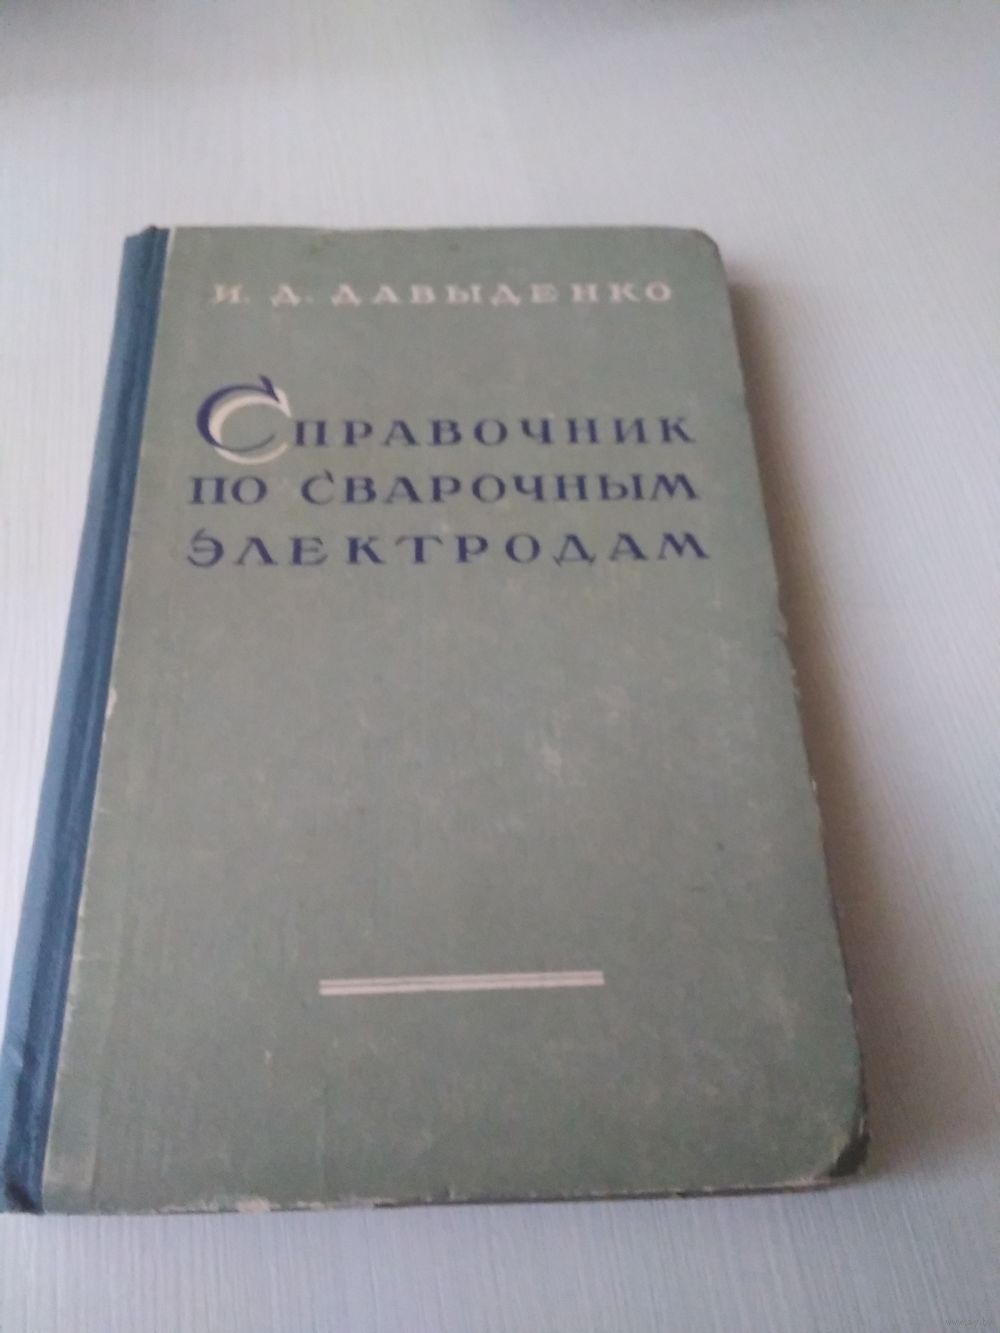 И. Д. ДАВЫДЕНКО
СПРАВОЧНИК
ПО СВАРОЧНЫМ
ЭЛЕКТРОДАМ